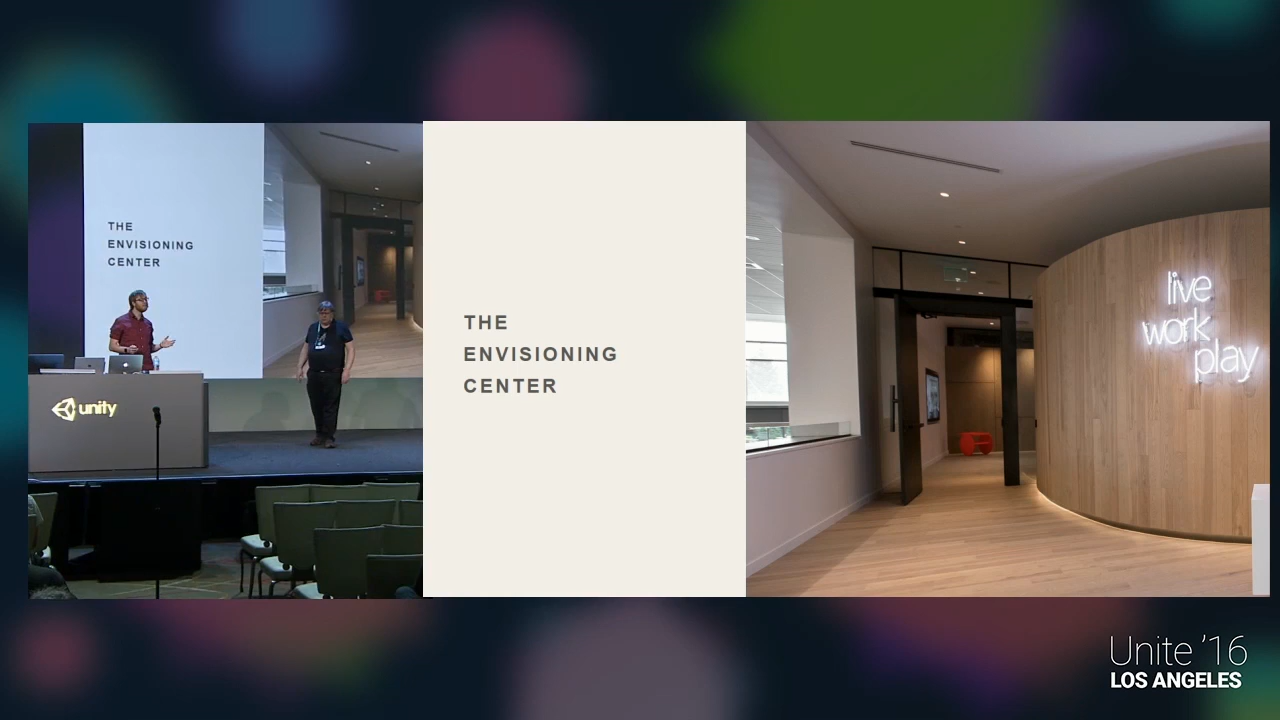 THE
ENVISIONING
CENTER
unity
THE
ENVISIONING
CENTER
live
work
play
Unite '16
LOS ANGELES